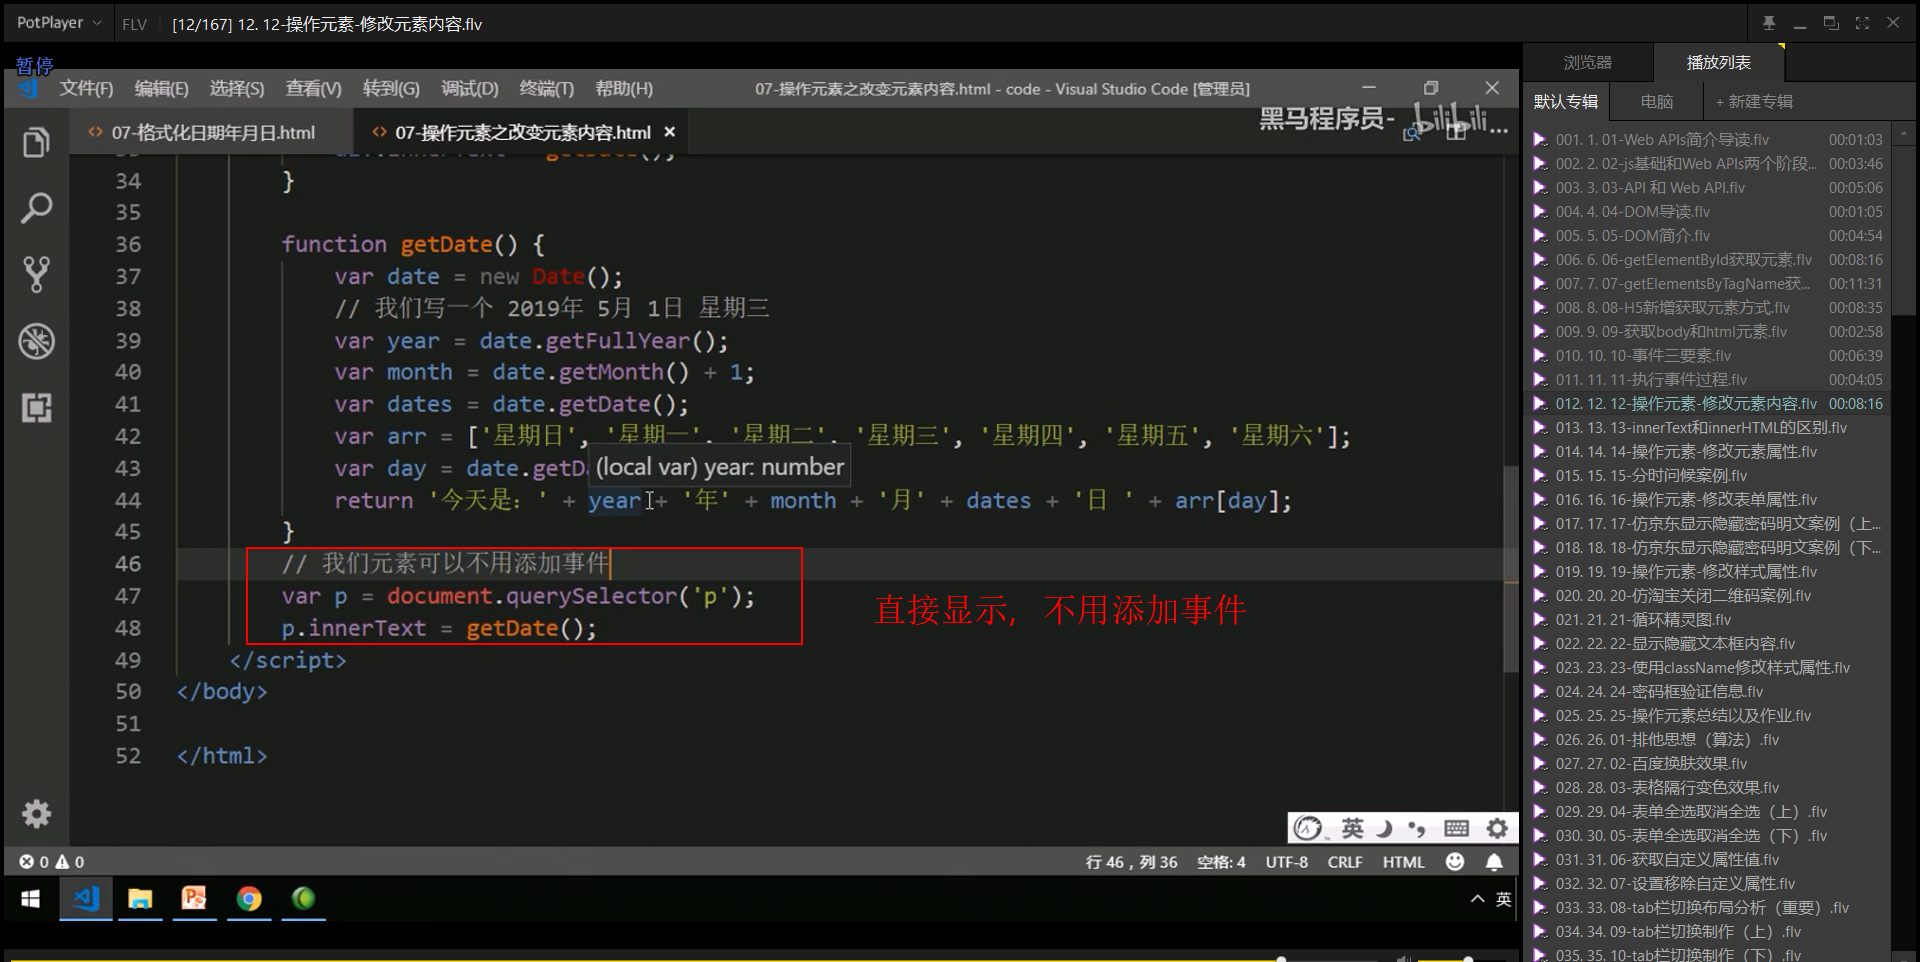 PotPlayer
FLV
[12/167] 12. 12-操作元素-修改元素内容.flv
暂停
文件(F) 编辑(E) 选择(S) 查看(V) 转到(G) 调试(D) 终端(T) 帮助(H)
07-操作元素之改变元素内容.html - code - Visual Studio Code [管理员]
07-格式化日期年月日.html
07-操作元素之改变元素内容.html
黑马程序员-
bilibili
34 }
35
36 function getDate() {
37 var date = new Date();
38 // 我们写一个 2019年 5月 1日 星期三
39 var year = date.getFullYear();
40 var month = date.getMonth() + 1;
41 var dates = date.getDate();
42 var arr = ['星期日', '星期一', '星期二', '星期三', '星期四', '星期五', '星期六'];
43 var day = date.getD
(local var) year: number
44 return '今天是: ' + year + '年' + month + '月' + dates + '日 ' + arr[day];
45 }
46 // 我们元素可以不用添加事件
47 var p = document.querySelector('p');
48 p.innerText = getDate();
直接显示，不用添加事件
49 </script>
50 </body>
51
52 </html>
英
0 0
行 46，列 36 空格: 4 UTF-8 CRLF HTML
英
浏览器 播放列表
默认专辑 电脑 + 新建专辑
001. 1. 01-Web APIs简介导读.flv 00:01:03
002. 2. 02-js基础和Web APIs两个阶段... 00:03:46
003. 3. 03-API 和 Web API.flv 00:05:06
004. 4. 04-DOM导读.flv 00:01:05
005. 5. 05-DOM简介.flv 00:04:54
006. 6. 06-getElementById获取元素.flv 00:08:16
007. 7. 07-getElementsByTagName获... 00:11:31
008. 8. 08-H5新增获取元素方式.flv 00:08:35
009. 9. 09-获取body和html元素.flv 00:02:58
010. 10. 10-事件三要素.flv 00:06:39
011. 11. 11-执行事件过程.flv 00:04:05
012. 12. 12-操作元素-修改元素内容.flv 00:08:16
013. 13. 13-innerText和innerHTML的区别.flv
014. 14. 14-操作元素-修改元素属性.flv
015. 15. 15-分时问候案例.flv
016. 16. 16-操作元素-修改表单属性.flv
017. 17. 17-仿京东显示隐藏密码明文案例（上...
018. 18. 18-仿京东显示隐藏密码明文案例（下...
019. 19. 19-操作元素-修改样式属性.flv
020. 20. 20-仿淘宝关闭二维码案例.flv
021. 21. 21-循环精灵图.flv
022. 22. 22-显示隐藏文本框内容.flv
023. 23. 23-使用className修改样式属性.flv
024. 24. 24-密码框验证信息.flv
025. 25. 25-操作元素总结以及作业.flv
026. 26. 01-排他思想（算法）.flv
027. 27. 02-百度换肤效果.flv
028. 28. 03-表格隔行变色效果.flv
029. 29. 04-表单全选取消全选（上）.flv
030. 30. 05-表单全选取消全选（下）.flv
031. 31. 06-获取自定义属性值.flv
032. 32. 07-设置移除自定义属性.flv
033. 33. 08-tab栏切换布局分析（重要）.flv
034. 34. 09-tab栏切换制作（上）.flv
035. 35. 10-tab栏切换制作（下）.flv